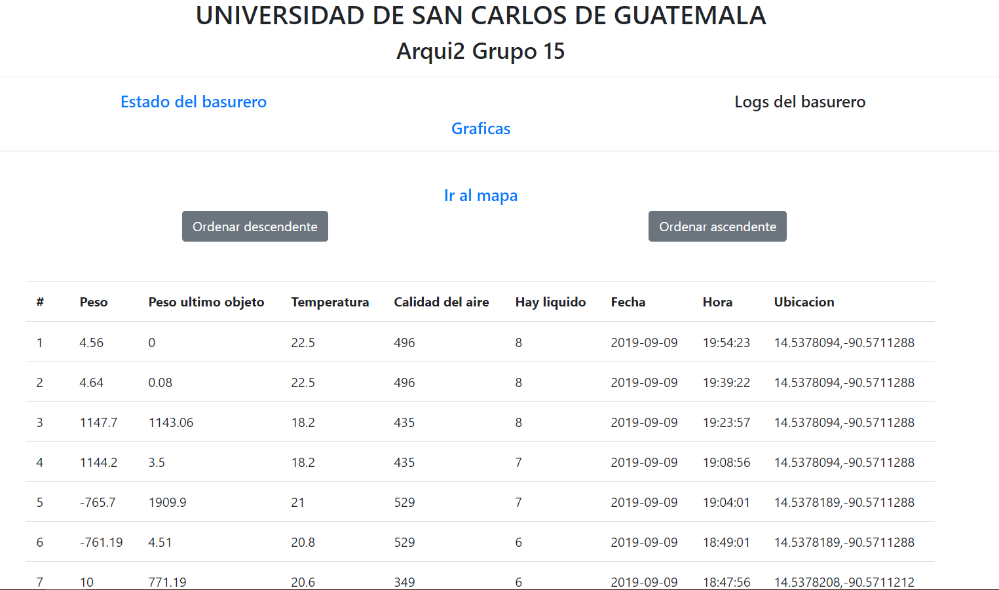 UNIVERSIDAD DE SAN CARLOS DE GUATEMALA
Arqui2 Grupo 15
Estado del basurero Logs del basurero
Graficas
Ir al mapa
Ordenar descendente Ordenar ascendente
# Peso Peso ultimo objeto Temperatura Calidad del aire Hay liquido Fecha Hora Ubicacion
1 4.56 0 22.5 496 8 2019-09-09 19:54:23 14.5378094,-90.5711288
2 4.64 0.08 22.5 496 8 2019-09-09 19:39:22 14.5378094,-90.5711288
3 1147.7 1143.06 18.2 435 8 2019-09-09 19:23:57 14.5378094,-90.5711288
4 1144.2 3.5 18.2 435 7 2019-09-09 19:08:56 14.5378094,-90.5711288
5 -765.7 1909.9 21 529 7 2019-09-09 19:04:01 14.5378189,-90.5711288
6 -761.19 4.51 20.8 529 6 2019-09-09 18:49:01 14.5378189,-90.5711288
7 10 771.19 20.6 349 6 2019-09-09 18:47:56 14.5378208,-90.5711212